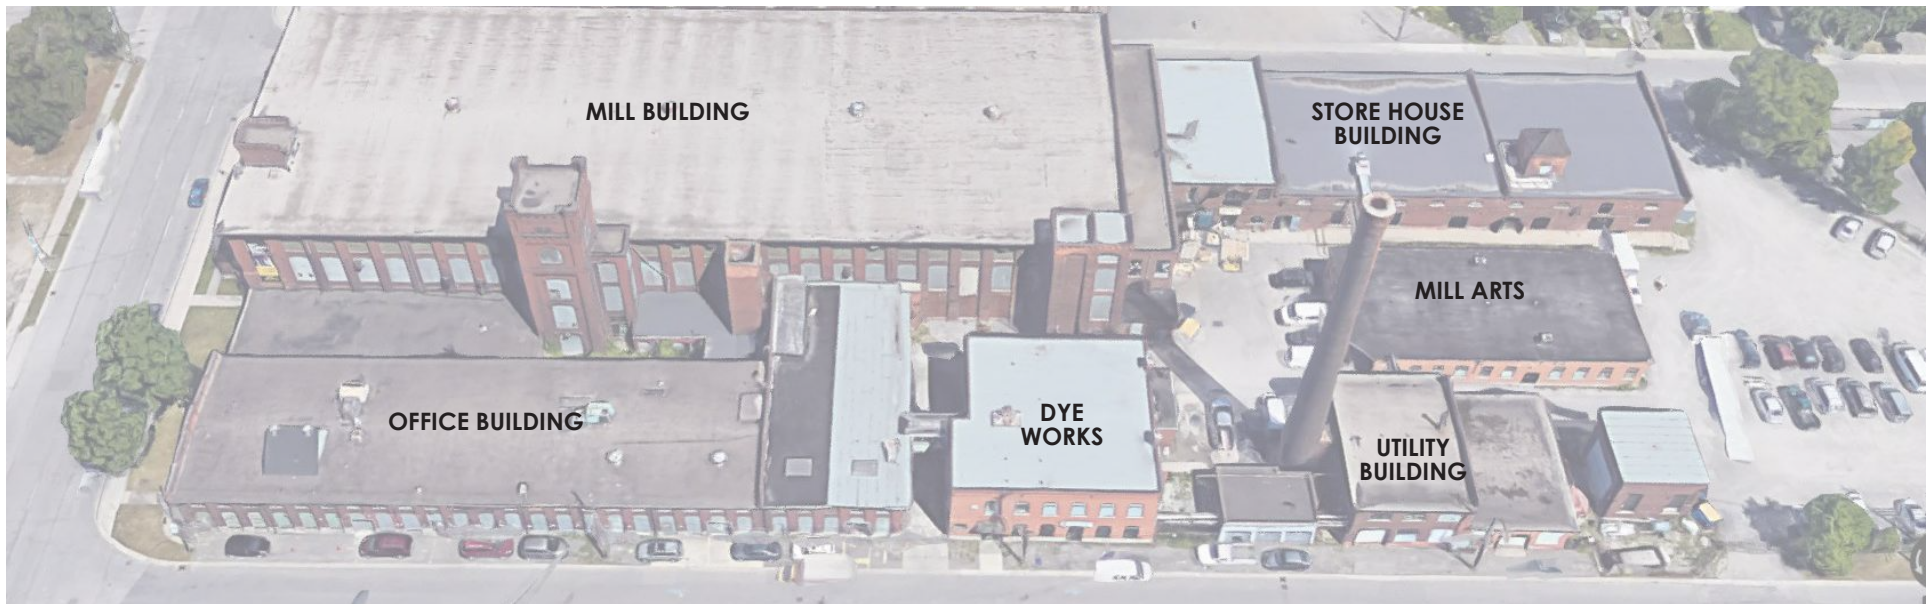 MILL BUILDING
STORE HOUSE
BUILDING
MILL ARTS
OFFICE BUILDING
DYE
WORKS
UTILITY
BUILDING